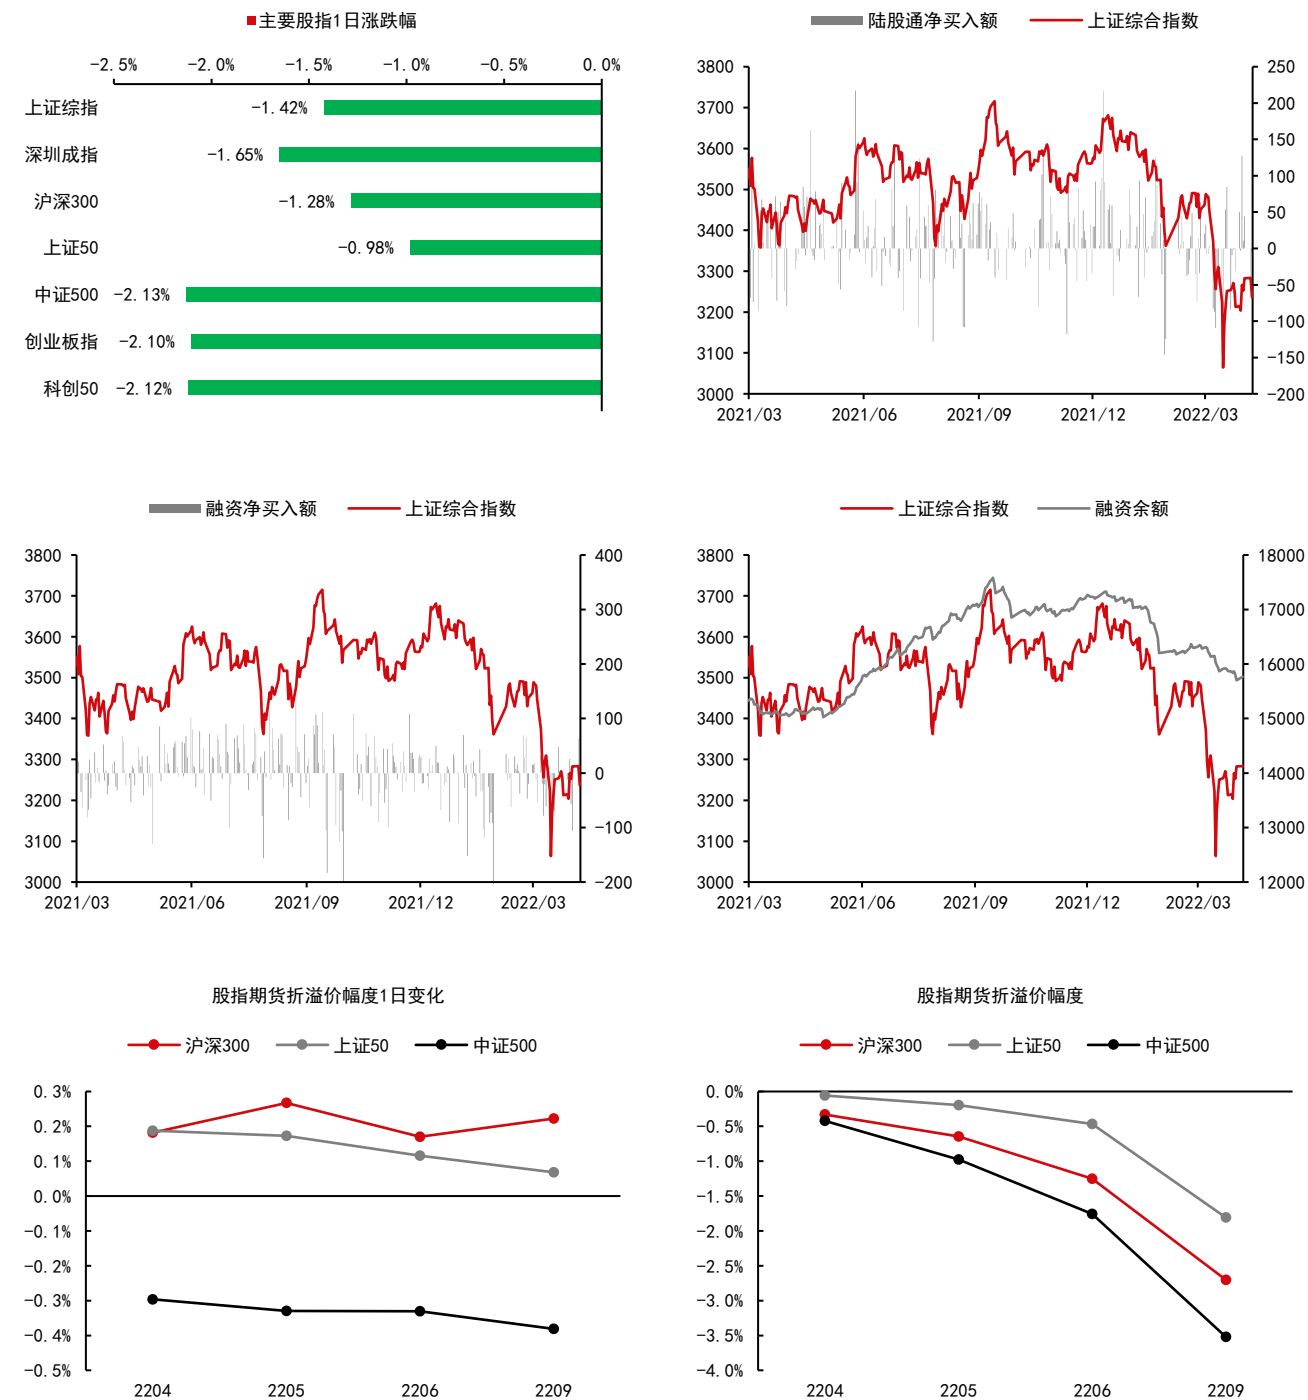 主要股指1日涨跌幅
-2.5% -2.0% -1.5% -1.0% -0.5% 0.0%
上证综指 -1.42%
深圳成指 -1.65%
沪深300 -1.28%
上证50 -0.98%
中证500 -2.13%
创业板指 -2.10%
科创50 -2.12%
陆股通净买入额 上证综合指数
3800 250
3700 200
3600 150
3500 100
3400 50
3300 0
3200 -50
3100 -100
3000 -150
-200
2021/03 2021/06 2021/09 2021/12 2022/03
融资净买入额 上证综合指数
3800 400
3700 300
3600 200
3500 100
3400 0
3300 -100
3200 -200
3100
3000
2021/03 2021/06 2021/09 2021/12 2022/03
上证综合指数 融资余额
3800 18000
3700 17000
3600 16000
3500 15000
3400 14000
3300 13000
3200 12000
3100
3000
2021/03 2021/06 2021/09 2021/12 2022/03
股指期货折溢价幅度1日变化
沪深300 上证50 中证500
0.3%
0.2%
0.1%
0.0%
-0.1%
-0.2%
-0.3%
-0.4%
-0.5%
2204 2205 2206 2209
股指期货折溢价幅度
沪深300 上证50 中证500
0.0%
-0.5%
-1.0%
-1.5%
-2.0%
-2.5%
-3.0%
-3.5%
-4.0%
2204 2205 2206 2209